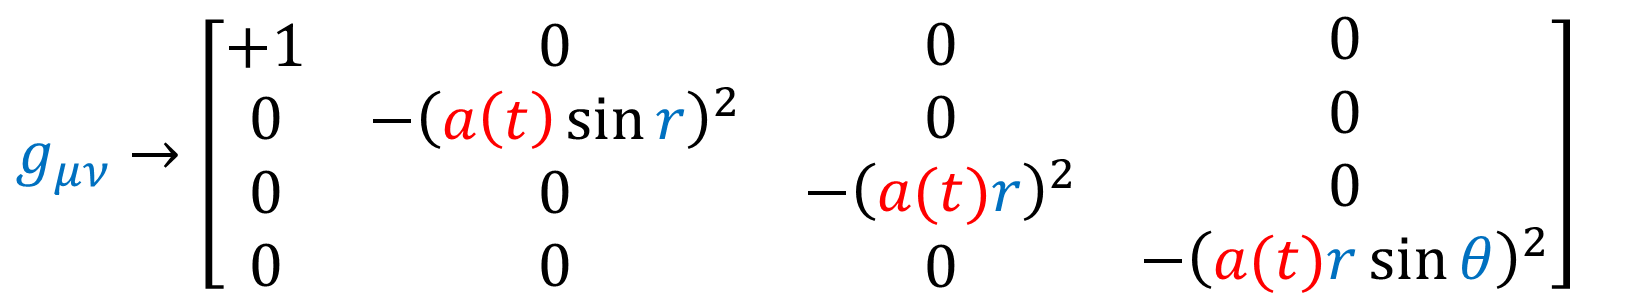 +1 0 0 0
0 −(a(t) sin r)² 0 0
g_μν → 0 0 −(a(t)r)² 0
0 0 0 −(a(t)r sin θ)²